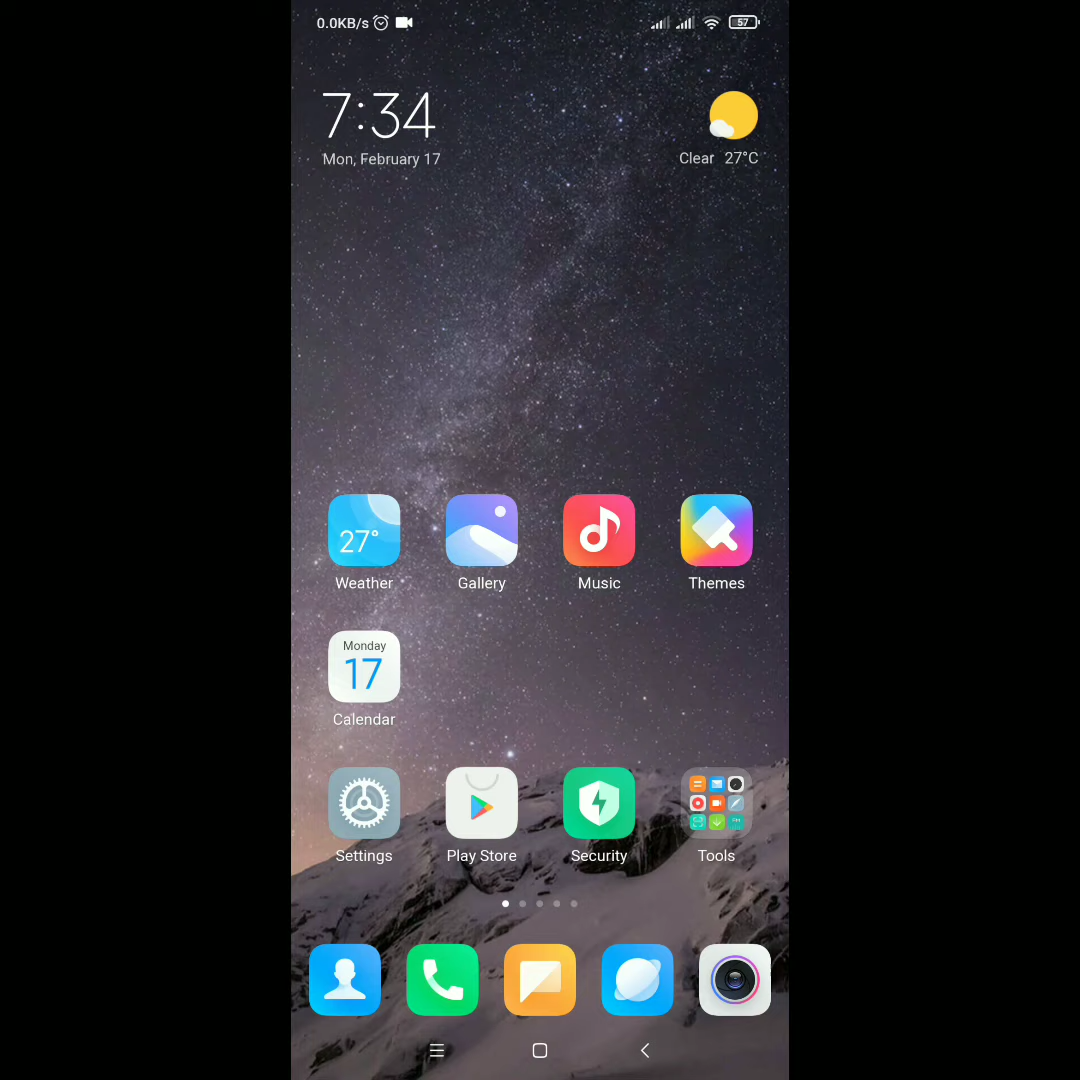 0.0KB/s
57
7:34
Mon, February 17
Clear 27°C
27°
Weather
Gallery
Music
Themes
Monday
17
Calendar
Settings
Play Store
Security
Tools